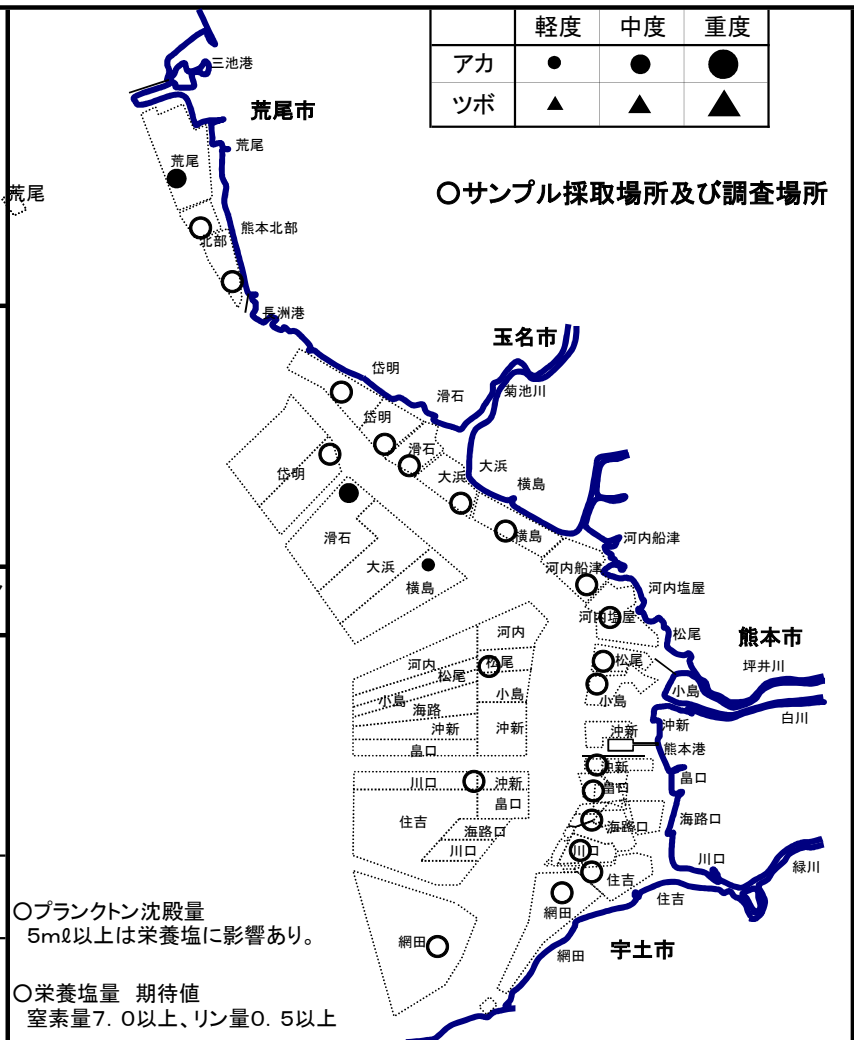 軽度 中度 重度
アカ
ツボ
○サンプル採取場所及び調査場所
三池港
荒尾市
荒尾
荒尾
荒尾
北部
熊本北部
長洲港
玉名市
岱明
滑石
菊池川
岱明
滑石
大浜
大浜
横島
岱明
横島
滑石
大浜
横島
河内船津
河内船津
河内塩屋
河内塩屋
松尾
熊本市
坪井川
河内
河内
松尾
松尾
松尾
小島
小島
小島
小島
白川
海路
沖新
沖新
沖新
沖新
熊本港
畠口
沖新
川口
沖新
畠口
畠口
畠口
住吉
海路口
海路口
海路口
川口
川口
川口
緑川
住吉
住吉
網田
網田
網田
宇土市
○プランクトン沈殿量
5mℓ以上は栄養塩に影響あり。
○栄養塩量 期待値
窒素量7.0以上、リン量0.5以上